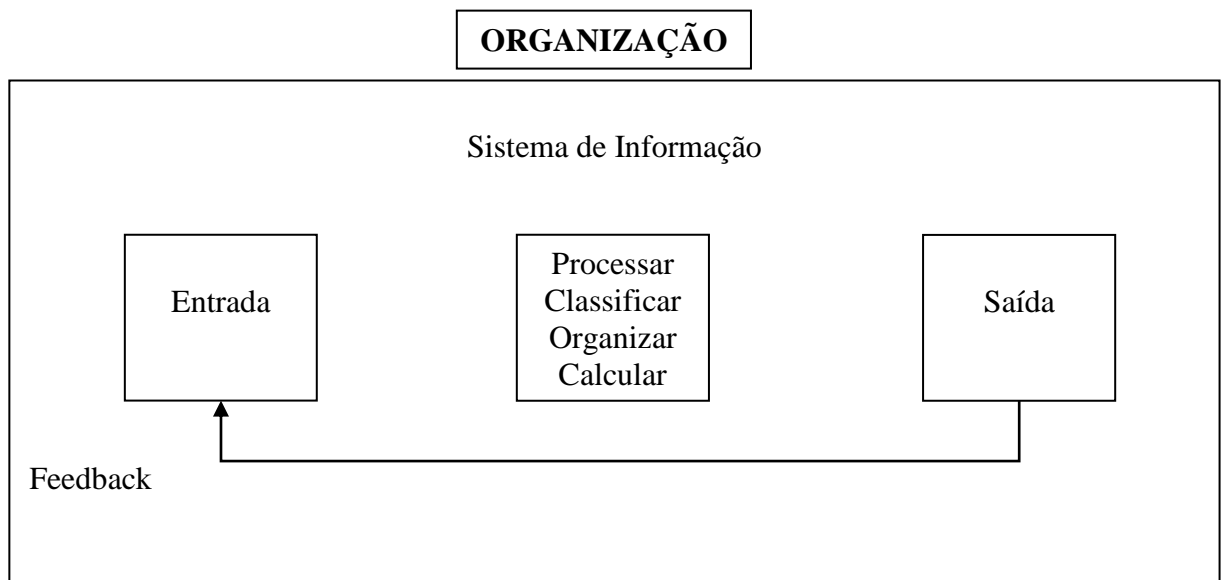 ORGANIZAÇÃO
Sistema de Informação
Entrada
Processar
Classificar
Organizar
Calcular
Saída
Feedback